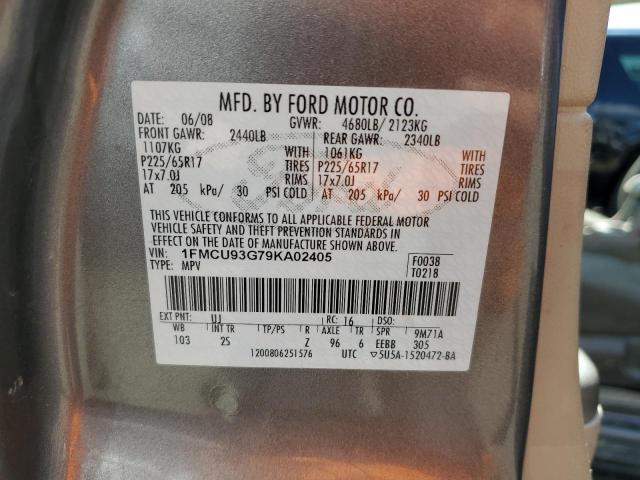 MFD. BY FORD MOTOR CO.
DATE: 06/08 GVWR: 4680LB/ 2123KG
FRONT GAWR: 2440LB REAR GAWR: 2340LB
1107KG WITH 1061KG WITH
P225/65R17 TIRES P225/65R17 TIRES
17x7.0J RIMS 17x7.0J RIMS
AT 205 kPa/ 30 PSI COLD AT 205 kPa/ 30 PSI COLD
THIS VEHICLE CONFORMS TO ALL APPLICABLE FEDERAL MOTOR
VEHICLE SAFETY AND THEFT PREVENTION STANDARDS IN
EFFECT ON THE DATE OF MANUFACTURE SHOWN ABOVE.
VIN: 1FMCU93G79KA02405 F0038
TYPE: MPV T0218
EXT PNT: UJ RC: 16 DSO:
WB INT TR TP/PS R AXLE TR SPR 9M71A
103 2S Z 96 6 EEBB 305
1200806251576 UTC ▽5U5A-1520472-BA